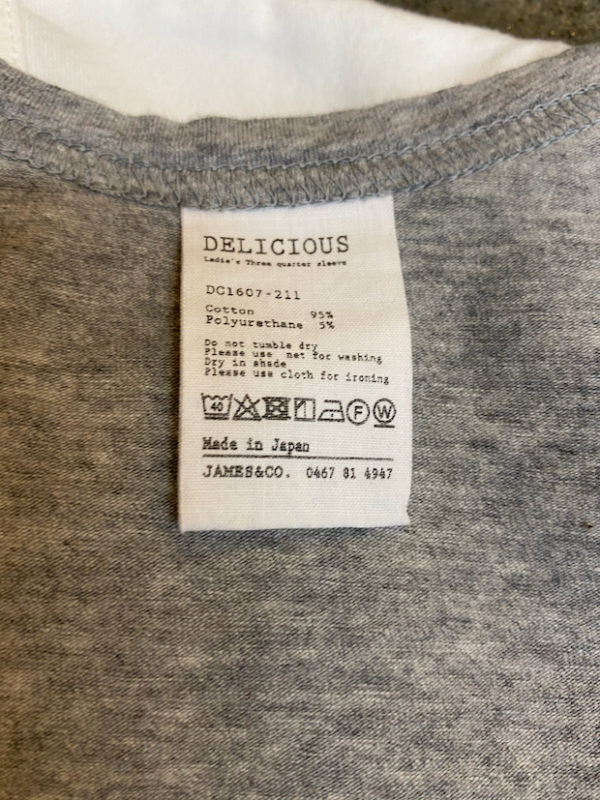 DELICIOUS
Ladie's Three quarter sleeve
DC1607-211
Cotton 95%
Polyurethane 5%
Do not tumble dry
Please use net for washing
Dry in shade
Please use cloth for ironing
40 F W
Made in Japan
JAMES&CO. 0467 81 4947